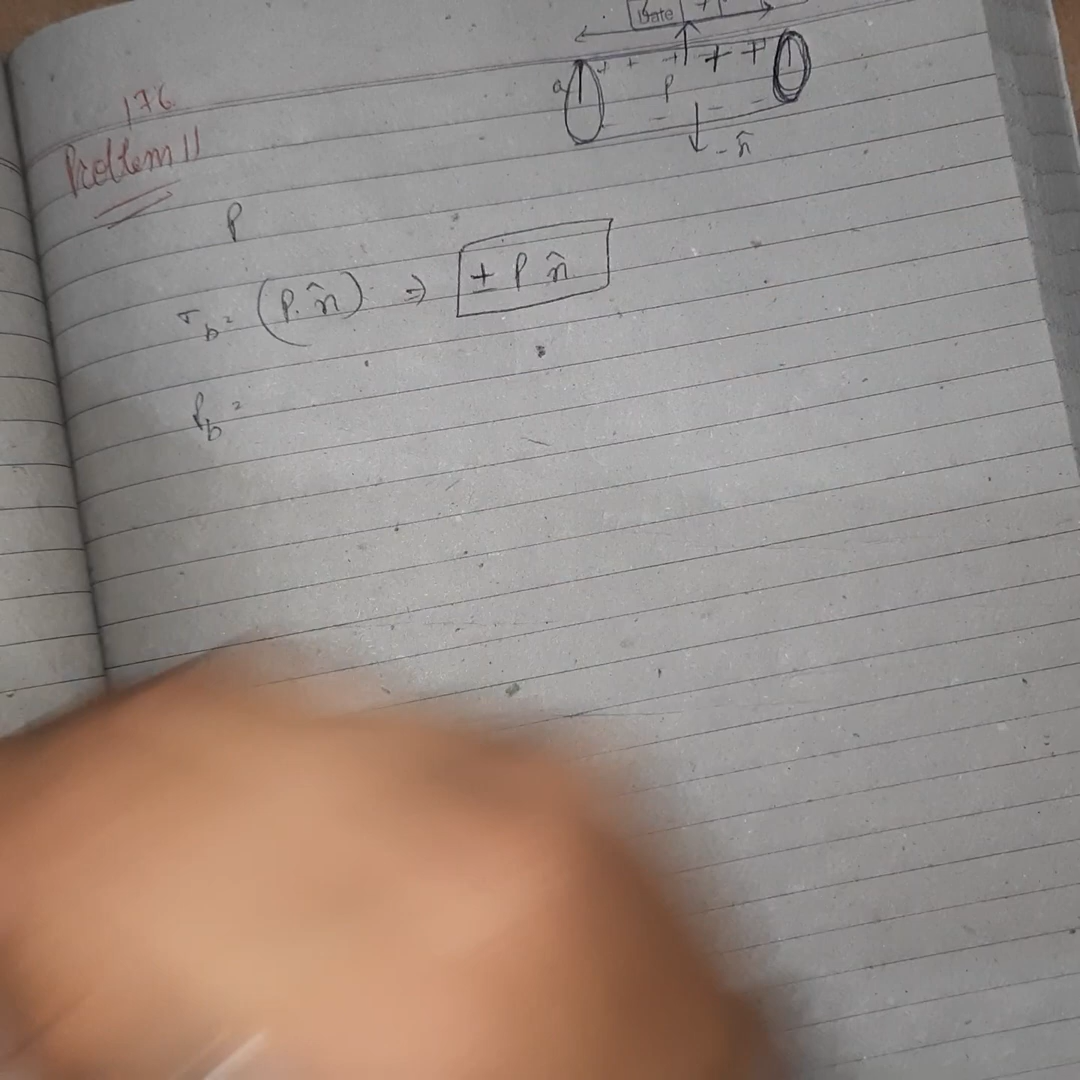 Date
a + + + + +
P
- - -
- n̂
176
Problem 11
P
σb = (P. n̂) ⇒ ± P n̂
ρb =